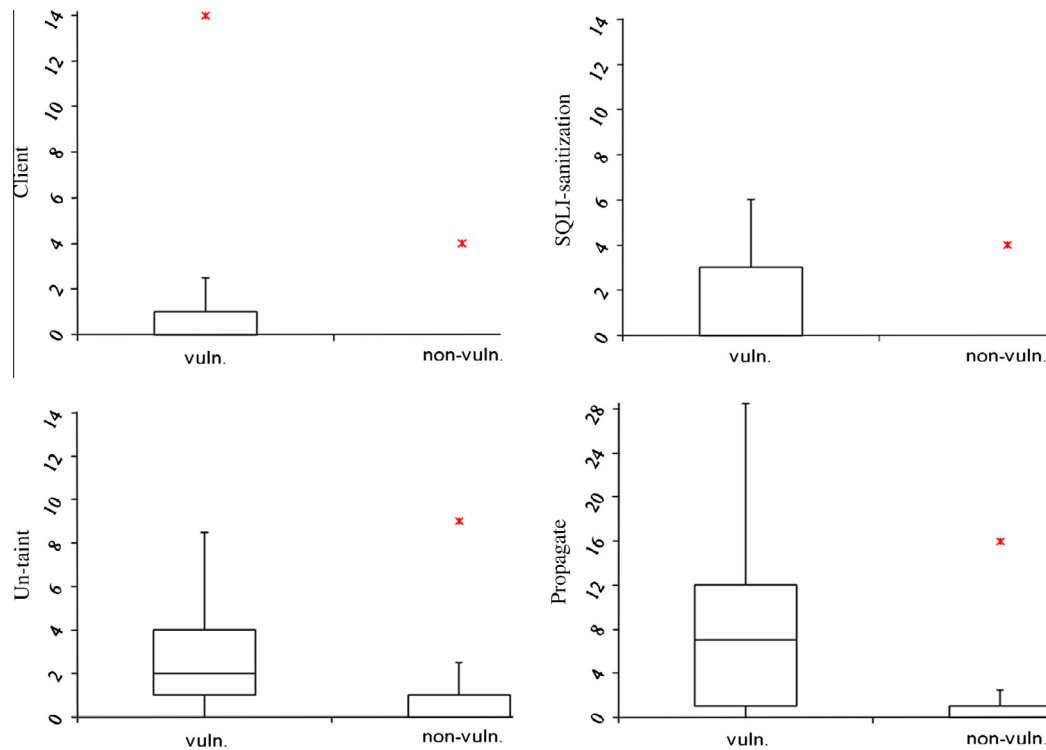 Client
14
12
10
8
6
4
2
0
vuln.
non-vuln.
SQLI-sanitization
14
12
10
8
6
4
2
0
vuln.
non-vuln.
Un-taint
14
12
10
8
6
4
2
0
vuln.
non-vuln.
Propagate
28
24
20
16
12
8
4
0
vuln.
non-vuln.